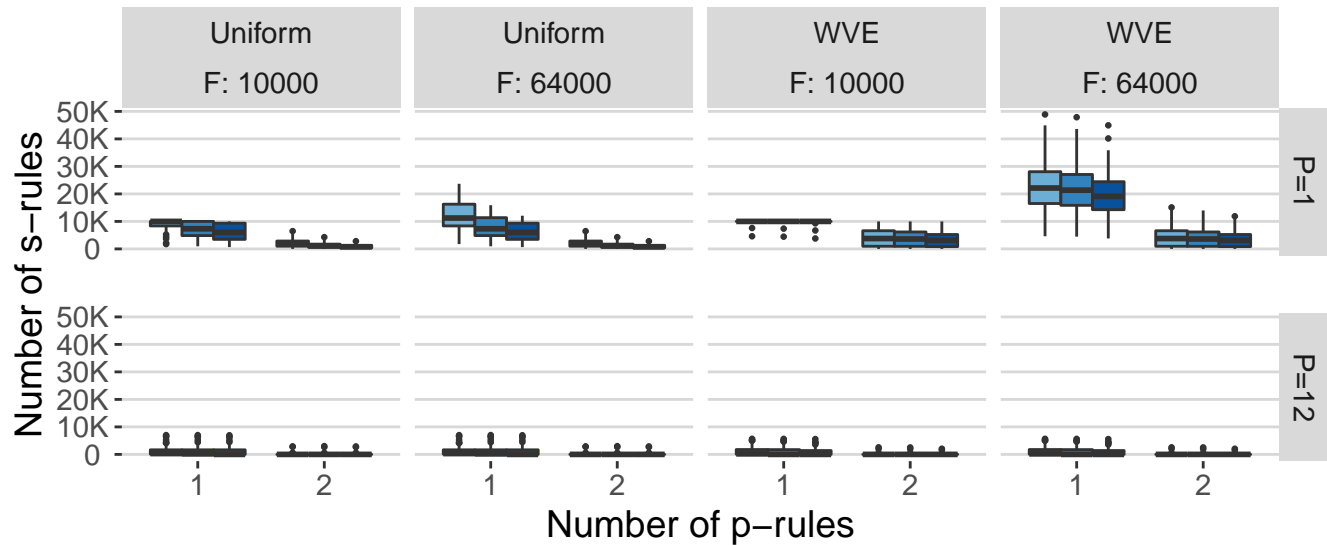 Uniform
F: 10000
Uniform
F: 64000
WVE
F: 10000
WVE
F: 64000
Number of s−rules
50K
40K
30K
20K
10K
0
P=1
50K
40K
30K
20K
10K
0
P=12
1 2 1 2 1 2 1 2
Number of p−rules